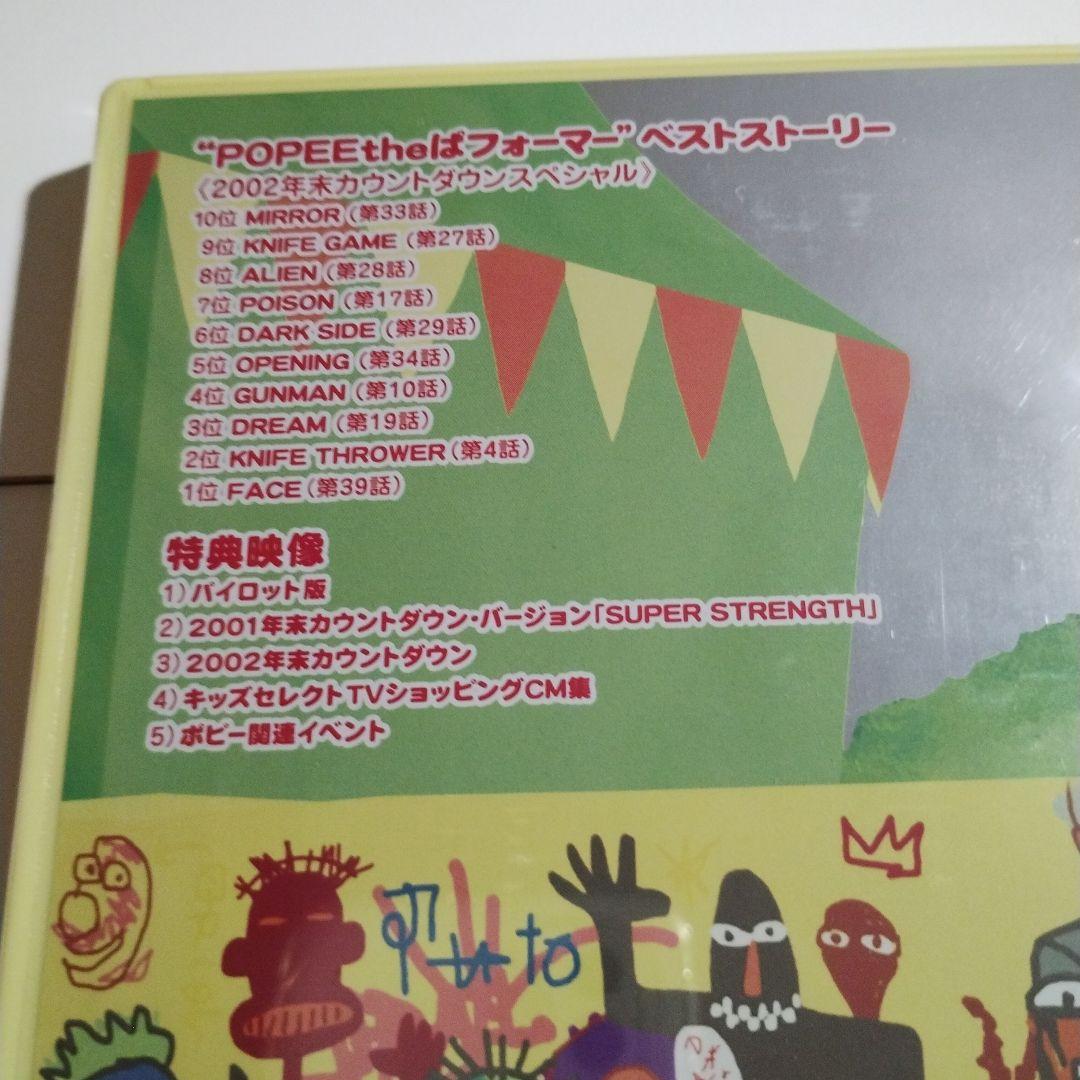 “POPEEtheぱフォーマー”ベストストーリー
《2002年末カウントダウンスペシャル》
10位 MIRROR(第33話)
9位 KNIFE GAME (第27話)
8位 ALIEN (第28話)
7位 POISON (第17話)
6位 DARK SIDE (第29話)
5位 OPENING (第34話)
4位 GUNMAN (第10話)
3位 DREAM (第19話)
2位 KNIFE THROWER(第4話)
1位 FACE(第39話)
特典映像
1)パイロット版
2)2001年末カウントダウン・バージョン「SUPER STRENGTH」
3)2002年末カウントダウン
4)キッズセレクトTVショッピングCM集
5)ポピー関連イベント